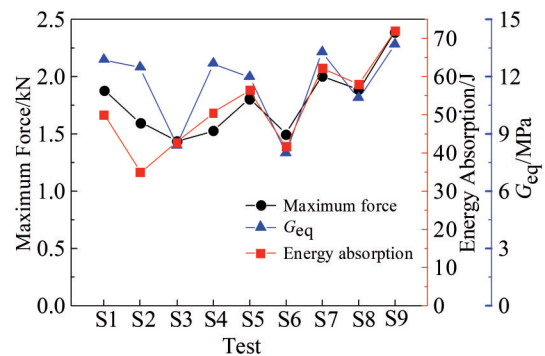 Maximum Force/kN
2.5
2.0
1.5
1.0
0.5
0.0
S1 S2 S3 S4 S5 S6 S7 S8 S9
Test
Maximum force
Geq
Energy absorption
70
60
50
40
30
20
10
0
Energy Absorption/J
15
12
9
6
3
0
Geq/MPa